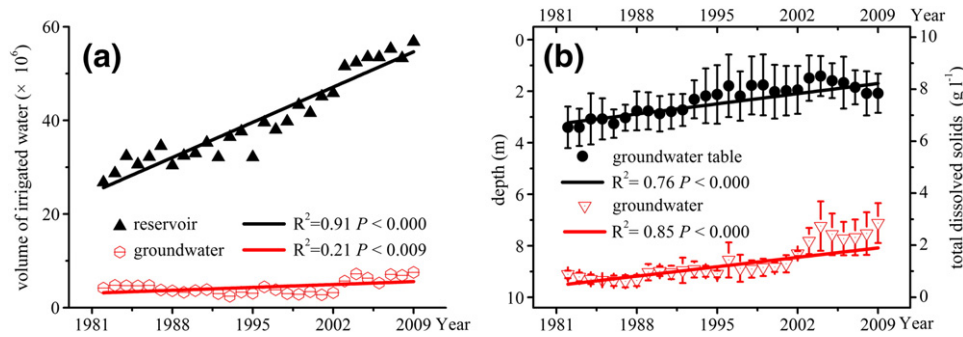 (a)
volume of irrigated water (× 10⁶)
60
40
20
0
reservoir
R²=0.91 P < 0.000
groundwater
R²=0.21 P < 0.009
1981 1988 1995 2002 2009 Year
(b)
1981 1988 1995 2002 2009 Year
depth (m)
0
2
4
6
8
10
groundwater table
R²= 0.76 P < 0.000
groundwater
R²= 0.85 P < 0.000
10
8
6
4
2
0
total dissolved solids (g l⁻¹)
1981 1988 1995 2002 2009 Year